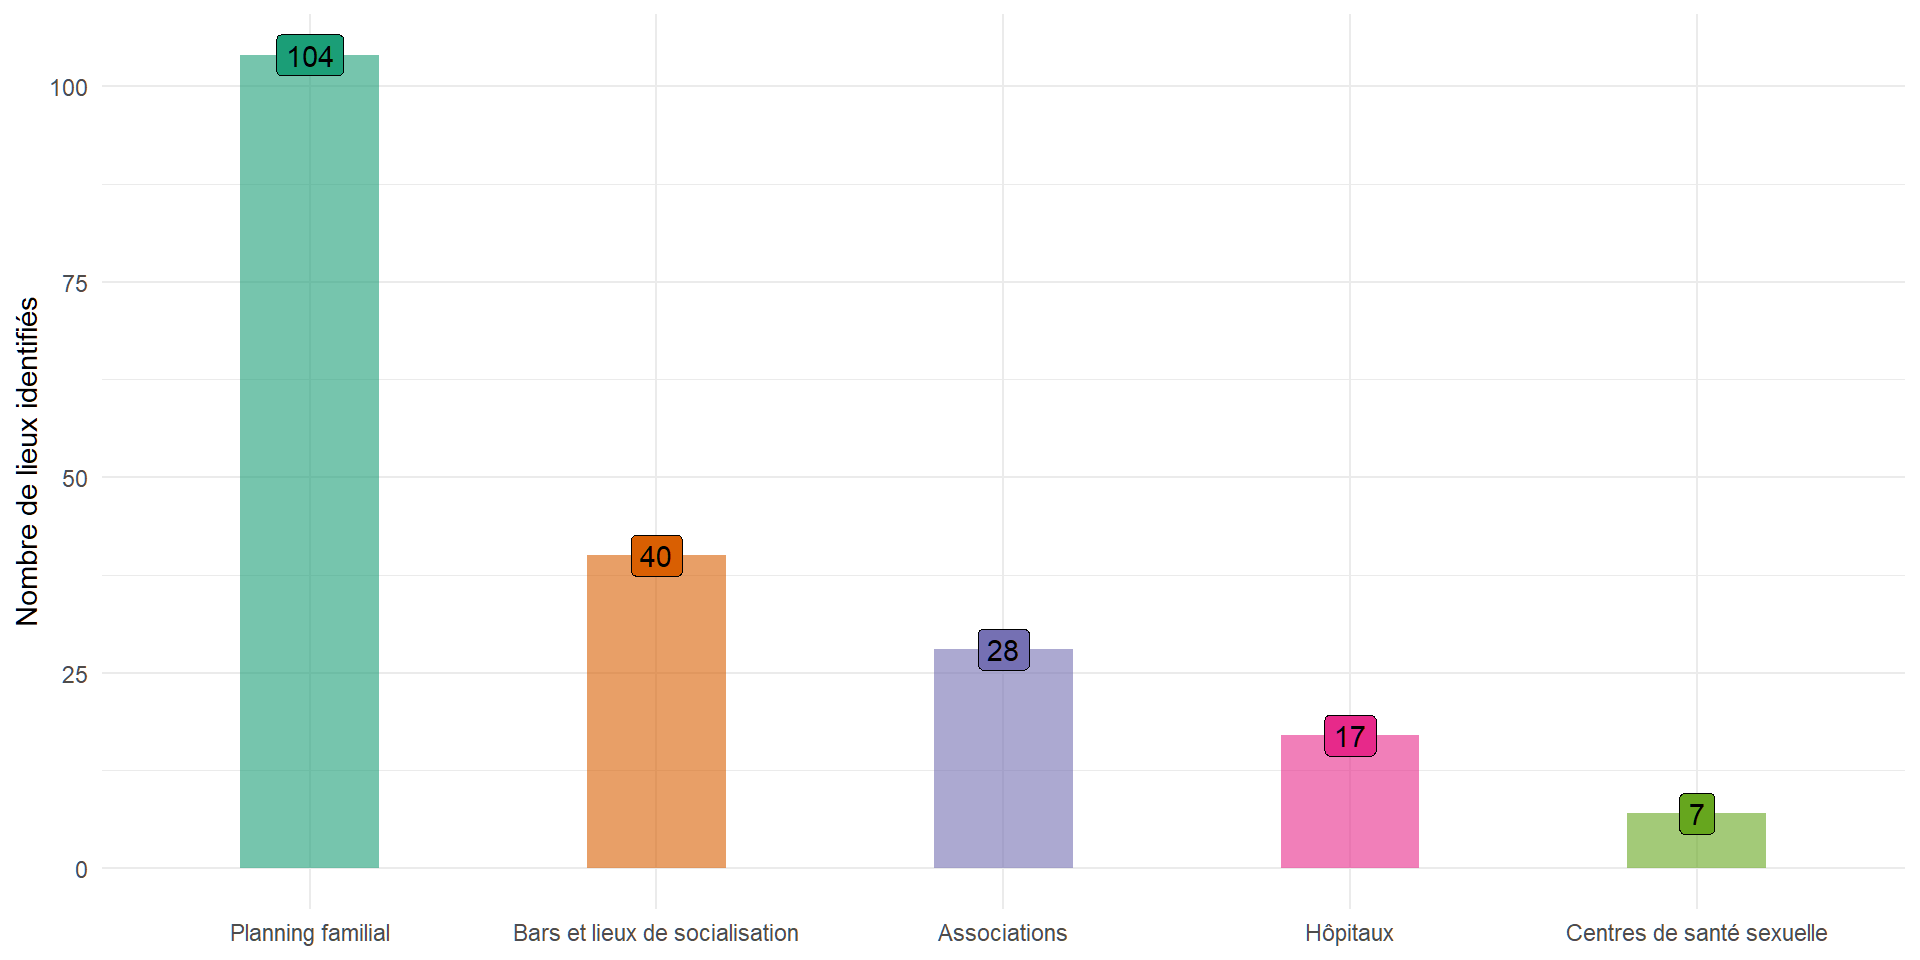 Nombre de lieux identifiés
100
75
50
25
0
104
40
28
17
7
Planning familial
Bars et lieux de socialisation
Associations
Hôpitaux
Centres de santé sexuelle